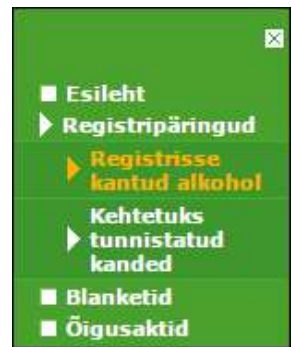 Esileht
Registripäringud
Registrisse
kantud alkohol
Kehtetuks
tunnistatud
kanded
Blanketid
Õigusaktid